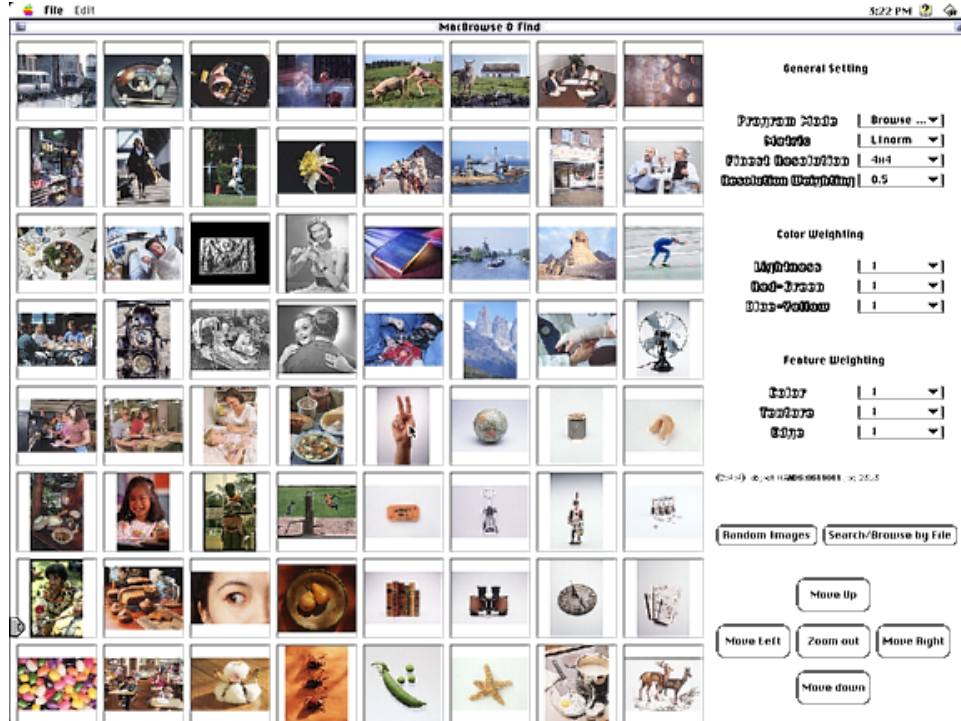 File Edit
3:22 PM
MacBrowse & Find
General Setting
Program Mode Browse ...
Metric L1norm
Finest Resolution 4x4
Resolution Weighting 0.5
Color Weighting
Lightness 1
Red-Green 1
Blue-Yellow 1
Feature Weighting
Color 1
Texture 1
Edge 1
Random Images
Search/Browse by File
Move Up
Move Left
Zoom out
Move Right
Move down